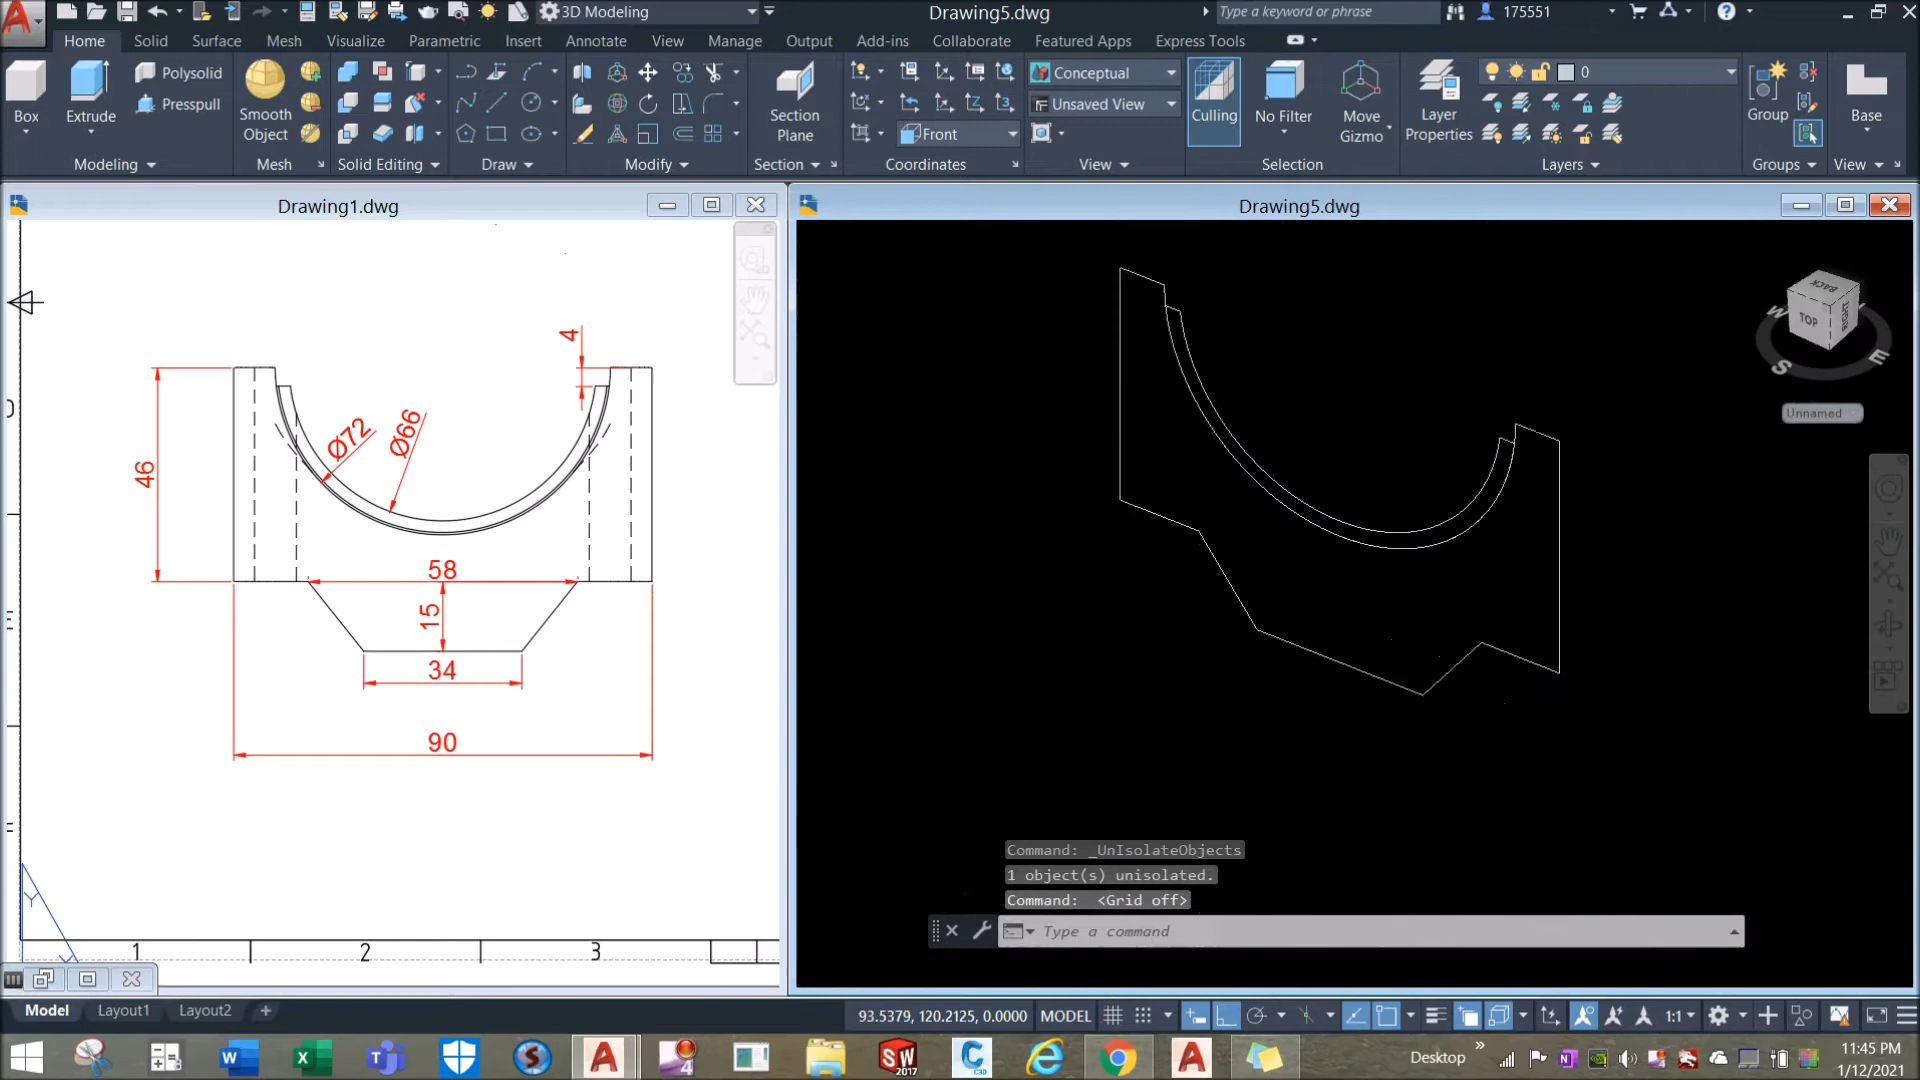 3D Modeling
Drawing5.dwg
Type a keyword or phrase
175551
Home Solid Surface Mesh Visualize Parametric Insert Annotate View Manage Output Add-ins Collaborate Featured Apps Express Tools
Box
Extrude
Polysolid
Presspull
Smooth
Object
Section
Plane
Front
Conceptual
Unsaved View
Culling
No Filter
Move
Gizmo
Layer
Properties
0
Group
Base
Modeling
Mesh
Solid Editing
Draw
Modify
Section
Coordinates
View
Selection
Layers
Groups
View
Drawing1.dwg
Drawing5.dwg
4
Ø72
Ø66
46
58
15
34
90
1 2 3
Y
BACK
TOP
RIGHT
W
S
E
Unnamed
Command: _UnIsolateObjects
1 object(s) unisolated.
Command: <Grid off>
Type a command
Model Layout1 Layout2 +
93.5379, 120.2125, 0.0000 MODEL
1:1
Desktop
11:45 PM
1/12/2021